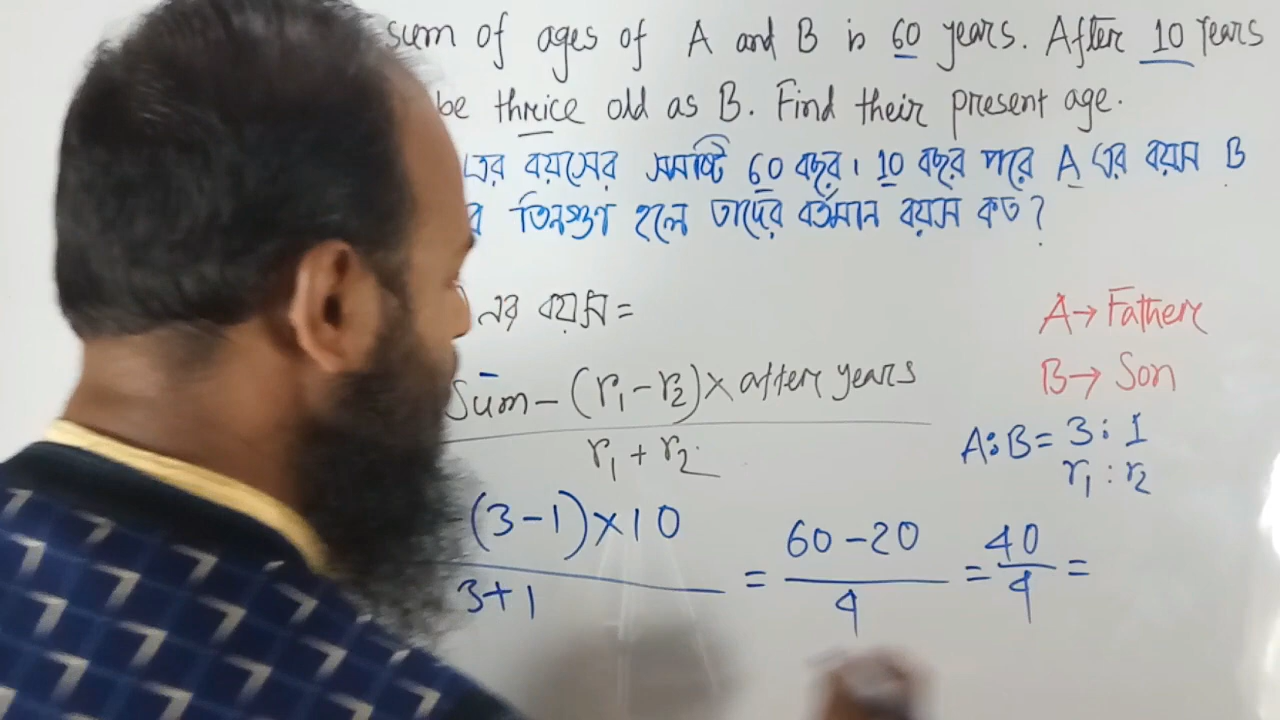 sum of ages of A and B is 60 years. After 10 Years
be thrice old as B. Find their present age.
এর বয়সের সমষ্টি 60 বছর। 10 বছর পরে A এর বয়স B
র তিনগুণ হলে তাদের বর্তমান বয়স কত?
নর বয়স =
A→ Father
Sum - (r₁ - r₂) × after years
B→ Son
r₁ + r₂
A:B = 3:1
r₁ : r₂
-(3-1)×10
3+1
= 60-20
4
= 40
4
=